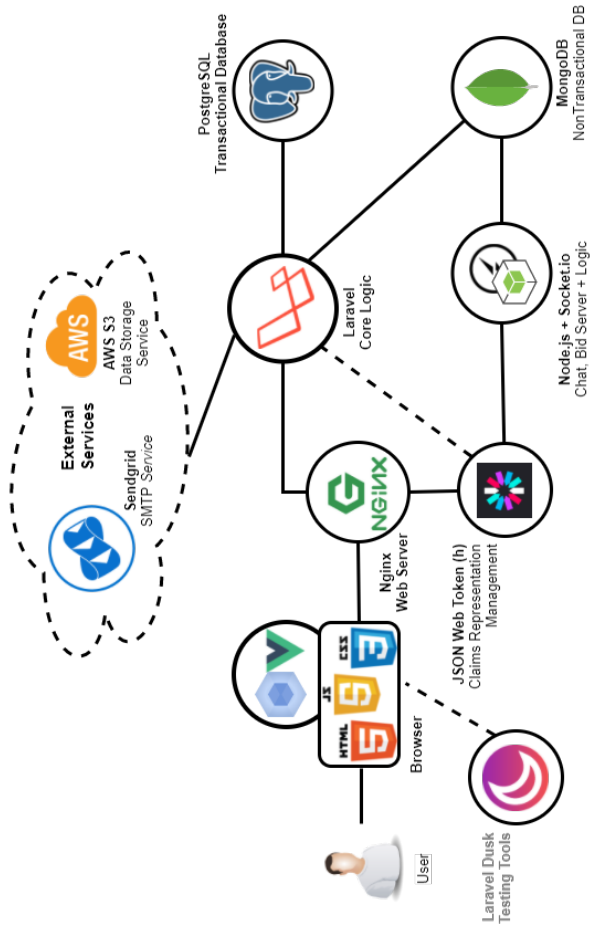 User
Browser
HTML
JS
CSS
Laravel Dusk
Testing Tools
Nginx
Web Server
NGiNX
JSON Web Token (h)
Claims Representation
Management
External
Services
Sendgrid
SMTP Service
AWS
AWS S3
Data Storage
Service
Laravel
Core Logic
Node.js + Socket.io
Chat, Bid Server + Logic
PostgreSQL
Transactional Database
MongoDB
NonTransactional DB